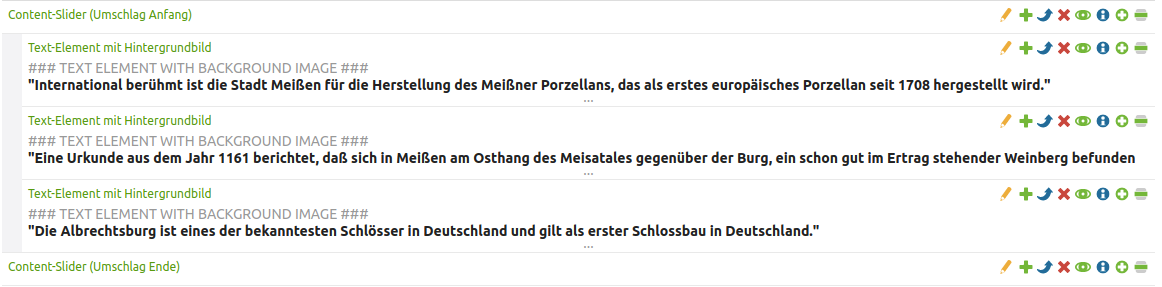 Content-Slider (Umschlag Anfang)
Text-Element mit Hintergrundbild
### TEXT ELEMENT WITH BACKGROUND IMAGE ###
"International berühmt ist die Stadt Meißen für die Herstellung des Meißner Porzellans, das als erstes europäisches Porzellan seit 1708 hergestellt wird."
...
Text-Element mit Hintergrundbild
### TEXT ELEMENT WITH BACKGROUND IMAGE ###
"Eine Urkunde aus dem Jahr 1161 berichtet, daß sich in Meißen am Osthang des Meisatales gegenüber der Burg, ein schon gut im Ertrag stehender Weinberg befunden
...
Text-Element mit Hintergrundbild
### TEXT ELEMENT WITH BACKGROUND IMAGE ###
"Die Albrechtsburg ist eines der bekanntesten Schlösser in Deutschland und gilt als erster Schlossbau in Deutschland."
...
Content-Slider (Umschlag Ende)